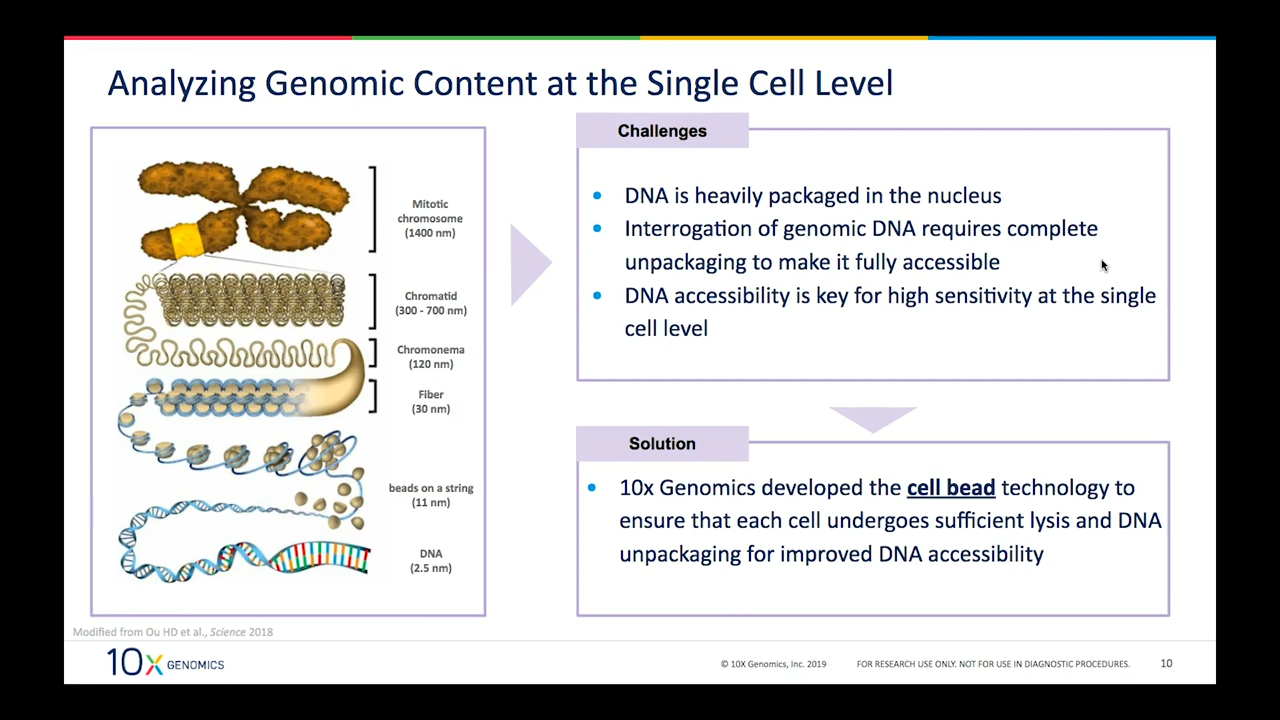 Analyzing Genomic Content at the Single Cell Level
Mitotic
chromosome
(1400 nm)
Chromatid
(300 - 700 nm)
Chromonema
(120 nm)
Fiber
(30 nm)
beads on a string
(11 nm)
DNA
(2.5 nm)
Modified from Ou HD et al., Science 2018
Challenges
• DNA is heavily packaged in the nucleus
• Interrogation of genomic DNA requires complete
unpackaging to make it fully accessible
• DNA accessibility is key for high sensitivity at the single
cell level
Solution
• 10x Genomics developed the cell bead technology to
ensure that each cell undergoes sufficient lysis and DNA
unpackaging for improved DNA accessibility
10X GENOMICS
© 10X Genomics, Inc. 2019
FOR RESEARCH USE ONLY. NOT FOR USE IN DIAGNOSTIC PROCEDURES.
10